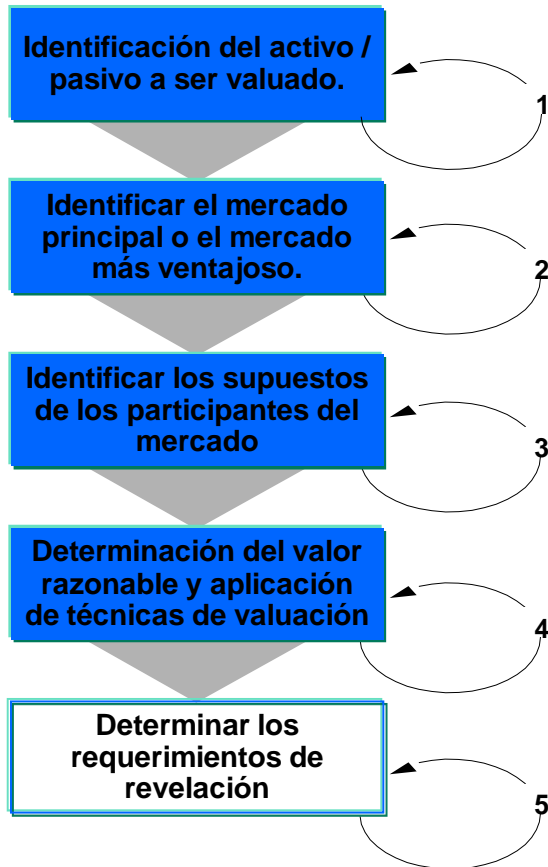 Identificación del activo /
pasivo a ser valuado.
1
Identificar el mercado
principal o el mercado
más ventajoso.
2
Identificar los supuestos
de los participantes del
mercado
3
Determinación del valor
razonable y aplicación
de técnicas de valuación
4
Determinar los
requerimientos de
revelación
5